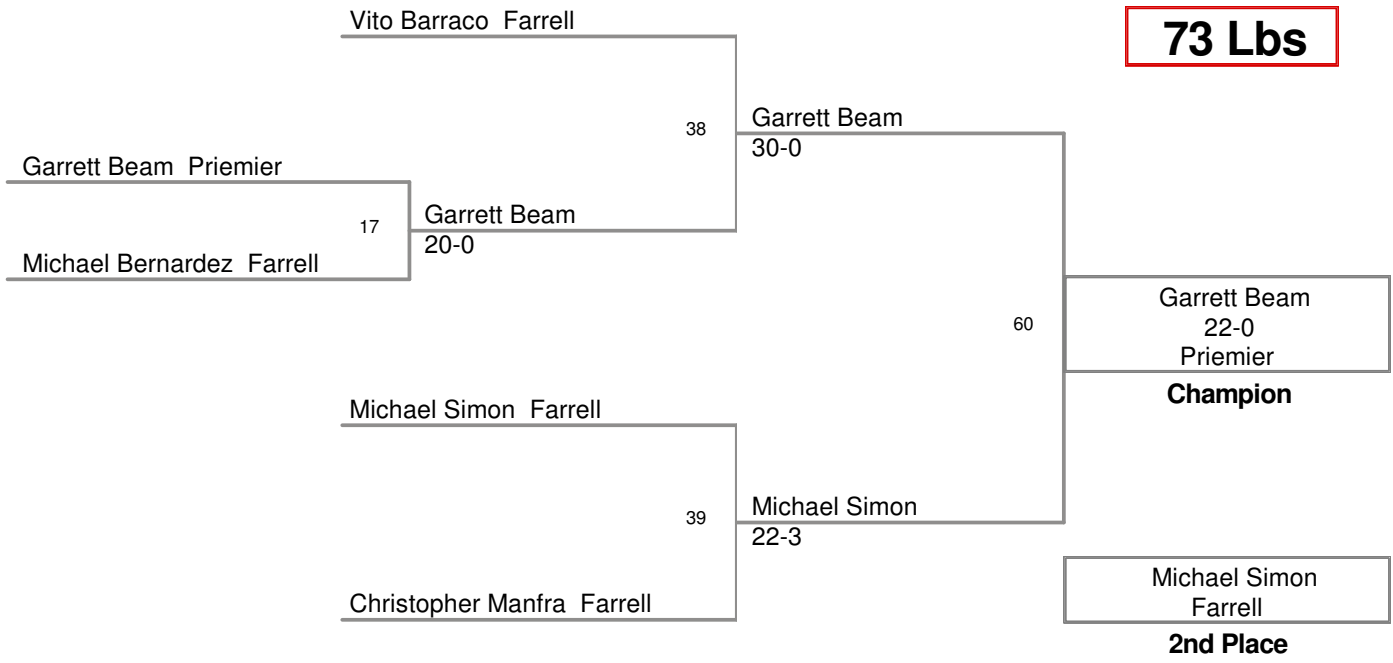 73 Lbs
Vito Barraco  Farrell
38
Garrett Beam
30-0
Garrett Beam  Priemier
17
Garrett Beam
20-0
Michael Bernardez  Farrell
60
Garrett Beam
22-0
Priemier
Champion
Michael Simon  Farrell
39
Michael Simon
22-3
Christopher Manfra  Farrell
Michael Simon
Farrell
2nd Place